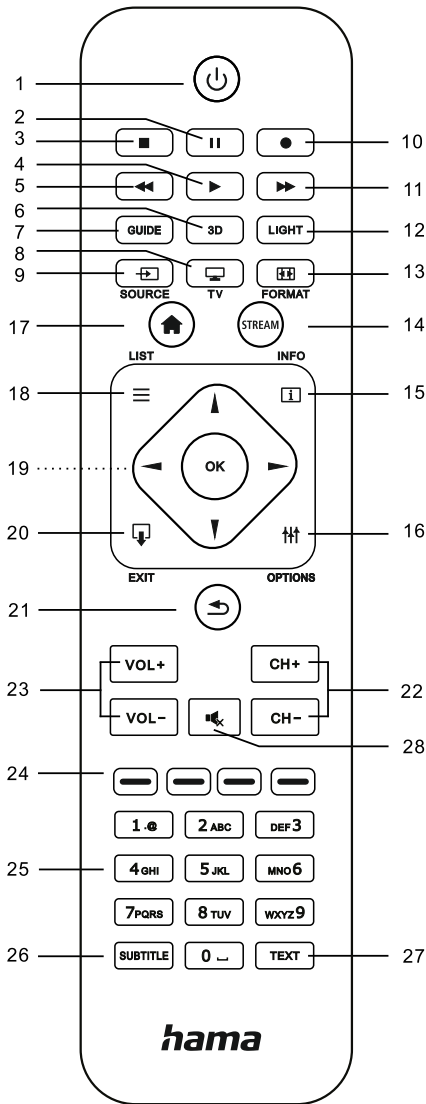 1
2
3
10
4
5
11
6
7 GUIDE 3D LIGHT 12
8
9
13
SOURCE TV FORMAT
17 STREAM 14
LIST INFO
18 i 15
19 OK
20 16
EXIT OPTIONS
21
VOL+ CH+
23 22
VOL- CH-
28
24
1.@ 2ABC DEF3
25 4GHI 5JKL MNO6
7PQRS 8TUV WXYZ9
26 SUBTITLE 0 TEXT 27
hama